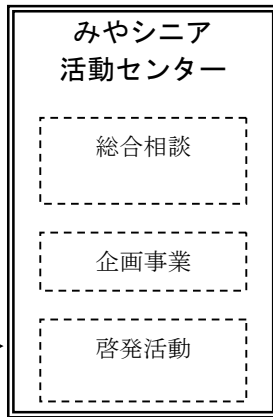 みやシニア
活動センター
総合相談
企画事業
啓発活動